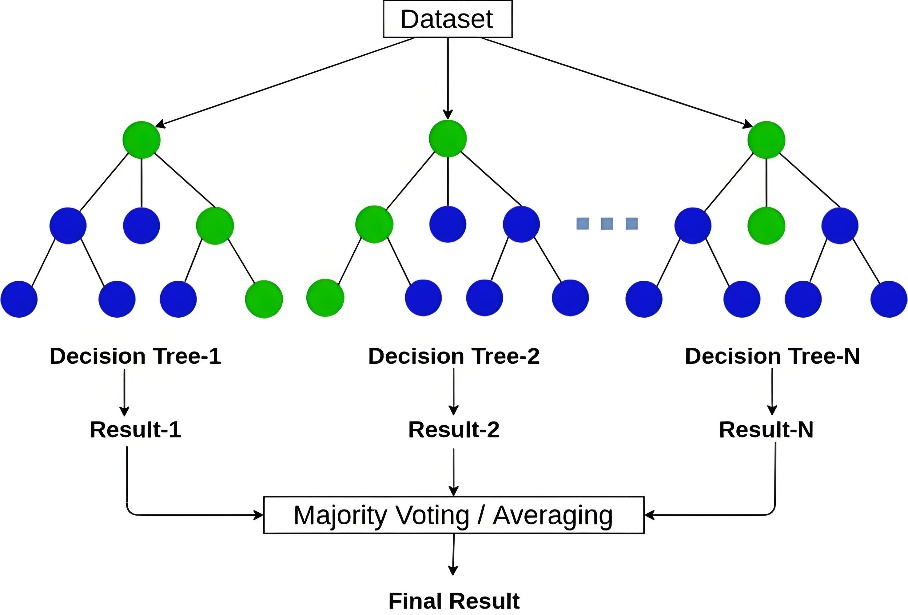 Dataset
Decision Tree-1
Decision Tree-2
Decision Tree-N
Result-1
Result-2
Result-N
Majority Voting / Averaging
Final Result